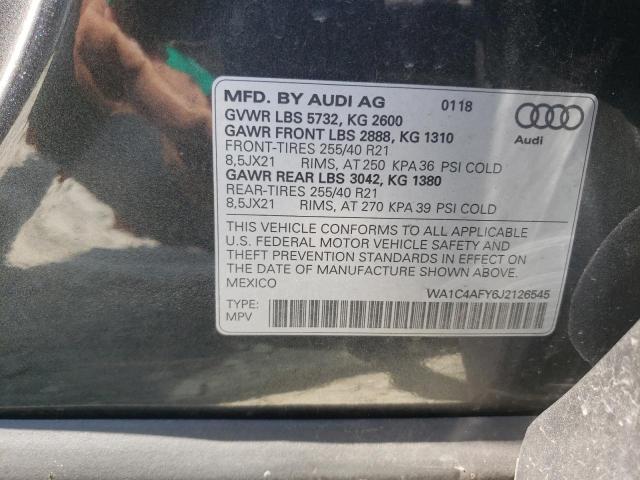 MFD. BY AUDI AG 0118
GVWR LBS 5732, KG 2600
GAWR FRONT LBS 2888, KG 1310
FRONT-TIRES 255/40 R21
8,5JX21 RIMS, AT 250 KPA 36 PSI COLD
GAWR REAR LBS 3042, KG 1380
REAR-TIRES 255/40 R21
8,5JX21 RIMS, AT 270 KPA 39 PSI COLD
Audi
THIS VEHICLE CONFORMS TO ALL APPLICABLE
U.S. FEDERAL MOTOR VEHICLE SAFETY AND
THEFT PREVENTION STANDARDS IN EFFECT ON
THE DATE OF MANUFACTURE SHOWN ABOVE.
MEXICO
WA1C4AFY6J2126545
TYPE:
MPV